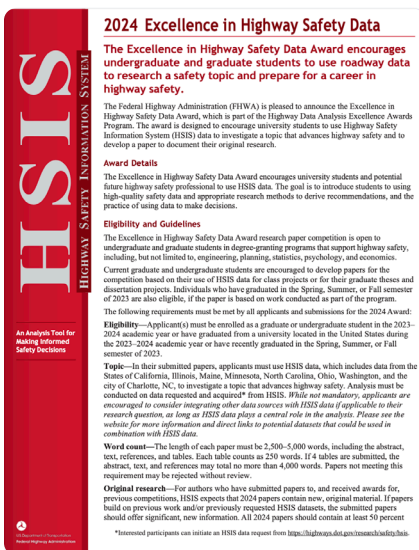 2024 Excellence in Highway Safety Data
The Excellence in Highway Safety Data Award encourages
undergraduate and graduate students to use roadway data
to research a safety topic and prepare for a career in
highway safety.
The Federal Highway Administration (FHWA) is pleased to announce the Excellence in
Highway Safety Data Award, which is part of the Highway Data Analysis Excellence Awards
Program. The award is designed to encourage university students to use Highway Safety
Information System (HSIS) data to investigate a topic that advances highway safety and to
develop a paper to document their original research.
Award Details
The Excellence in Highway Safety Data Award encourages university students and potential
future highway safety professional to use HSIS data. The goal is to introduce students to using
high-quality safety data and appropriate research methods to derive recommendations, and the
practice of using data to make decisions.
Eligibility and Guidelines
The Excellence in Highway Safety Data Award research paper competition is open to
undergraduate and graduate students in degree-granting programs that support highway safety,
including, but not limited to, engineering, planning, statistics, psychology, and economics.
Current graduate and undergraduate students are encouraged to develop papers for the
competition based on their use of HSIS data for class projects or for their graduate theses and
dissertation projects. Individuals who have graduated in the Spring, Summer, or Fall semester
of 2023 are also eligible, if the paper is based on work conducted as part of the program.
The following requirements must be met by all applicants and submissions for the 2024 Award:
Eligibility—Applicant(s) must be enrolled as a graduate or undergraduate student in the 2023–
2024 academic year or have graduated from a university located in the United States during
the 2023–2024 academic year or have recently graduated in the Spring, Summer, or Fall
semester of 2023.
Topic—In their submitted papers, applicants must use HSIS data, which includes data from the
States of California, Illinois, Maine, Minnesota, North Carolina, Ohio, Washington, and the
city of Charlotte, NC, to investigate a topic that advances highway safety. Analysis must be
conducted on data requested and acquired* from HSIS. While not mandatory, applicants are
encouraged to consider integrating other data sources with HSIS data if applicable to their
research question, as long as HSIS data plays a central role in the analysis. Please see the
website for more information and direct links to potential datasets that could be used in
combination with HSIS data.
Word count—The length of each paper must be 2,500–5,000 words, including the abstract,
text, references, and tables. Each table counts as 250 words. If 4 tables are submitted, the
abstract, text, and references may total no more than 4,000 words. Papers not meeting this
requirement may be rejected without review.
Original research—For authors who have submitted papers to, and received awards for,
previous competitions, HSIS expects that 2024 papers contain new, original material. If papers
build on previous work and/or previously requested HSIS datasets, the submitted papers
should offer significant, new information. All 2024 papers should contain at least 50 percent
*Interested participants can initiate an HSIS data request from https://highways.dot.gov/research/safety/hsis.
HSIS
HIGHWAY SAFETY INFORMATION SYSTEM
An Analysis Tool for
Making Informed
Safety Decisions
US Department of Transportation
Federal Highway Administration